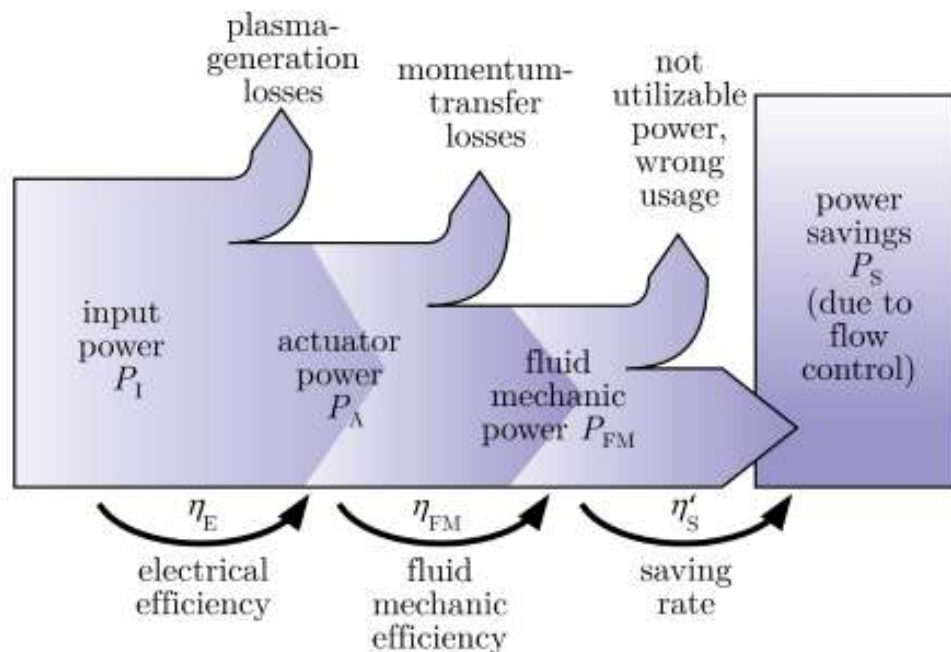 plasma-
generation
losses
momentum-
transfer
losses
not
utilizable
power,
wrong
usage
input
power
P_I
actuator
power
P_A
fluid
mechanic
power P_FM
power
savings
P_S
(due to
flow
control)
η_E
electrical
efficiency
η_FM
fluid
mechanic
efficiency
η′_S
saving
rate